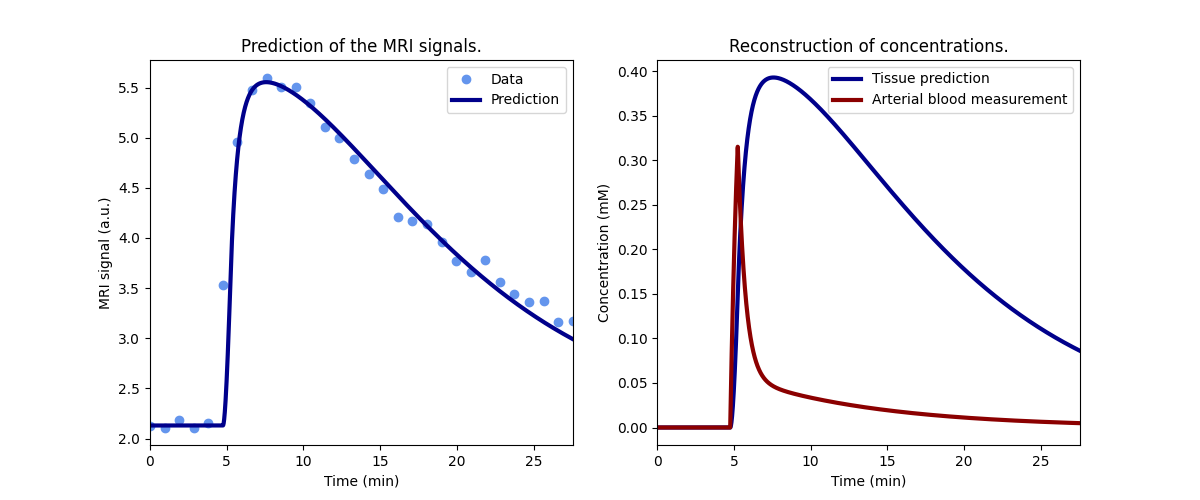 Prediction of the MRI signals.
Data
Prediction
MRI signal (a.u.)
5.5
5.0
4.5
4.0
3.5
3.0
2.5
2.0
0 5 10 15 20 25
Time (min)
Reconstruction of concentrations.
Tissue prediction
Arterial blood measurement
Concentration (mM)
0.40
0.35
0.30
0.25
0.20
0.15
0.10
0.05
0.00
0 5 10 15 20 25
Time (min)